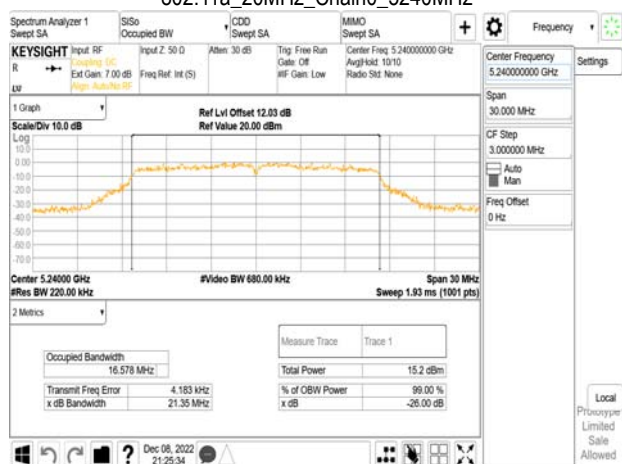 802.11a_20MHz_Chain0_5240MHz
Spectrum Analyzer 1
Swept SA
SISo
Occupied BW
CDD
Swept SA
MIMO
Swept SA
Frequency
KEYSIGHT
R
LXI
Input: RF
Coupling: DC
Ext Gain: 7.00 dB
Align: Auto/No RF
Input Z: 50 Ω
Freq Ref: Int (S)
Atten: 30 dB
Trig: Free Run
Gate: Off
#IF Gain: Low
Center Freq: 5.240000000 GHz
Avg|Hold: 10/10
Radio Std: None
Center Frequency
5.240000000 GHz
Settings
Span
30.000 MHz
CF Step
3.000000 MHz
Auto
Man
Freq Offset
0 Hz
1 Graph
Scale/Div 10.0 dB
Ref Lvl Offset 12.03 dB
Ref Value 20.00 dBm
Log
10.0
0.00
-10.0
-20.0
-30.0
-40.0
-50.0
-60.0
-70.0
Center 5.24000 GHz
#Res BW 220.00 kHz
#Video BW 680.00 kHz
Span 30 MHz
Sweep 1.93 ms (1001 pts)
2 Metrics
Measure Trace Trace 1
Occupied Bandwidth
16.578 MHz
Total Power 15.2 dBm
Transmit Freq Error 4.183 kHz
% of OBW Power 99.00 %
x dB Bandwidth 21.35 MHz
x dB -26.00 dB
Local
Prototype
Limited
Sale
Allowed
?
Dec 08, 2022
21:25:34